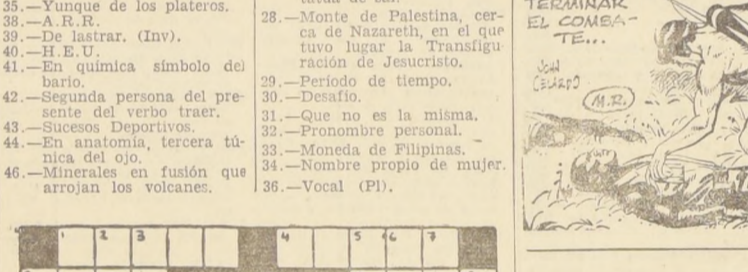 35.—Yunque de los plateros.
38.—A.R.R.
39.—De lastrar. (Inv).
40.—H.E.U.
41.—En química símbolo del
bario.
42.—Segunda persona del pre-
sente del verbo traer.
43.—Sucesos Deportivos.
44.—En anatomía, tercera tú-
nica del ojo.
46.—Minerales en fusión que
arrojan los volcanes.
28.—Monte de Palestina, cer-
ca de Nazareth, en el que
tuvo lugar la Transfigu-
ración de Jesucristo.
29.—Período de tiempo.
30.—Desafío.
31.—Que no es la misma.
32.—Pronombre personal.
33.—Moneda de Filipinas.
34.—Nombre propio de mujer.
36.—Vocal (Pl).
TERMINAR
EL COMBA-
TE...
JOHN
CELARDO
M.R.
1 2 3 4 5 6 7